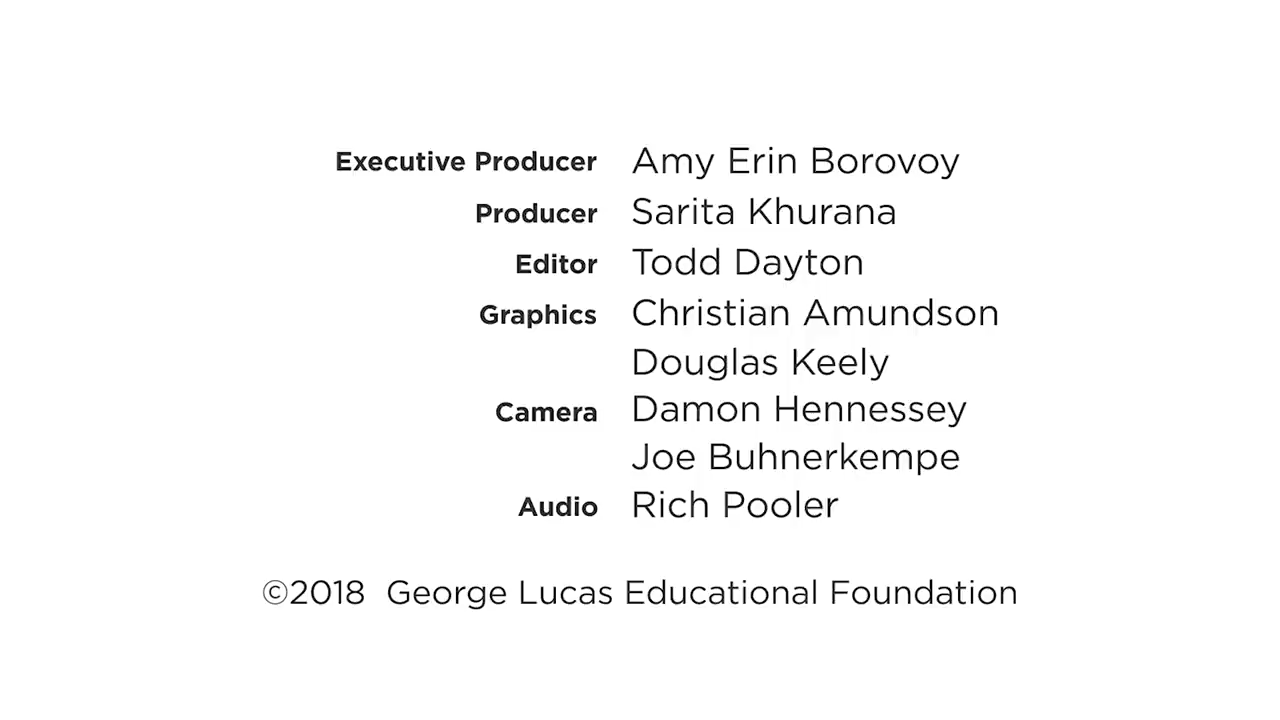 Executive Producer Amy Erin Borovoy
Producer Sarita Khurana
Editor Todd Dayton
Graphics Christian Amundson
Douglas Keely
Camera Damon Hennessey
Joe Buhnerkempe
Audio Rich Pooler
©2018 George Lucas Educational Foundation